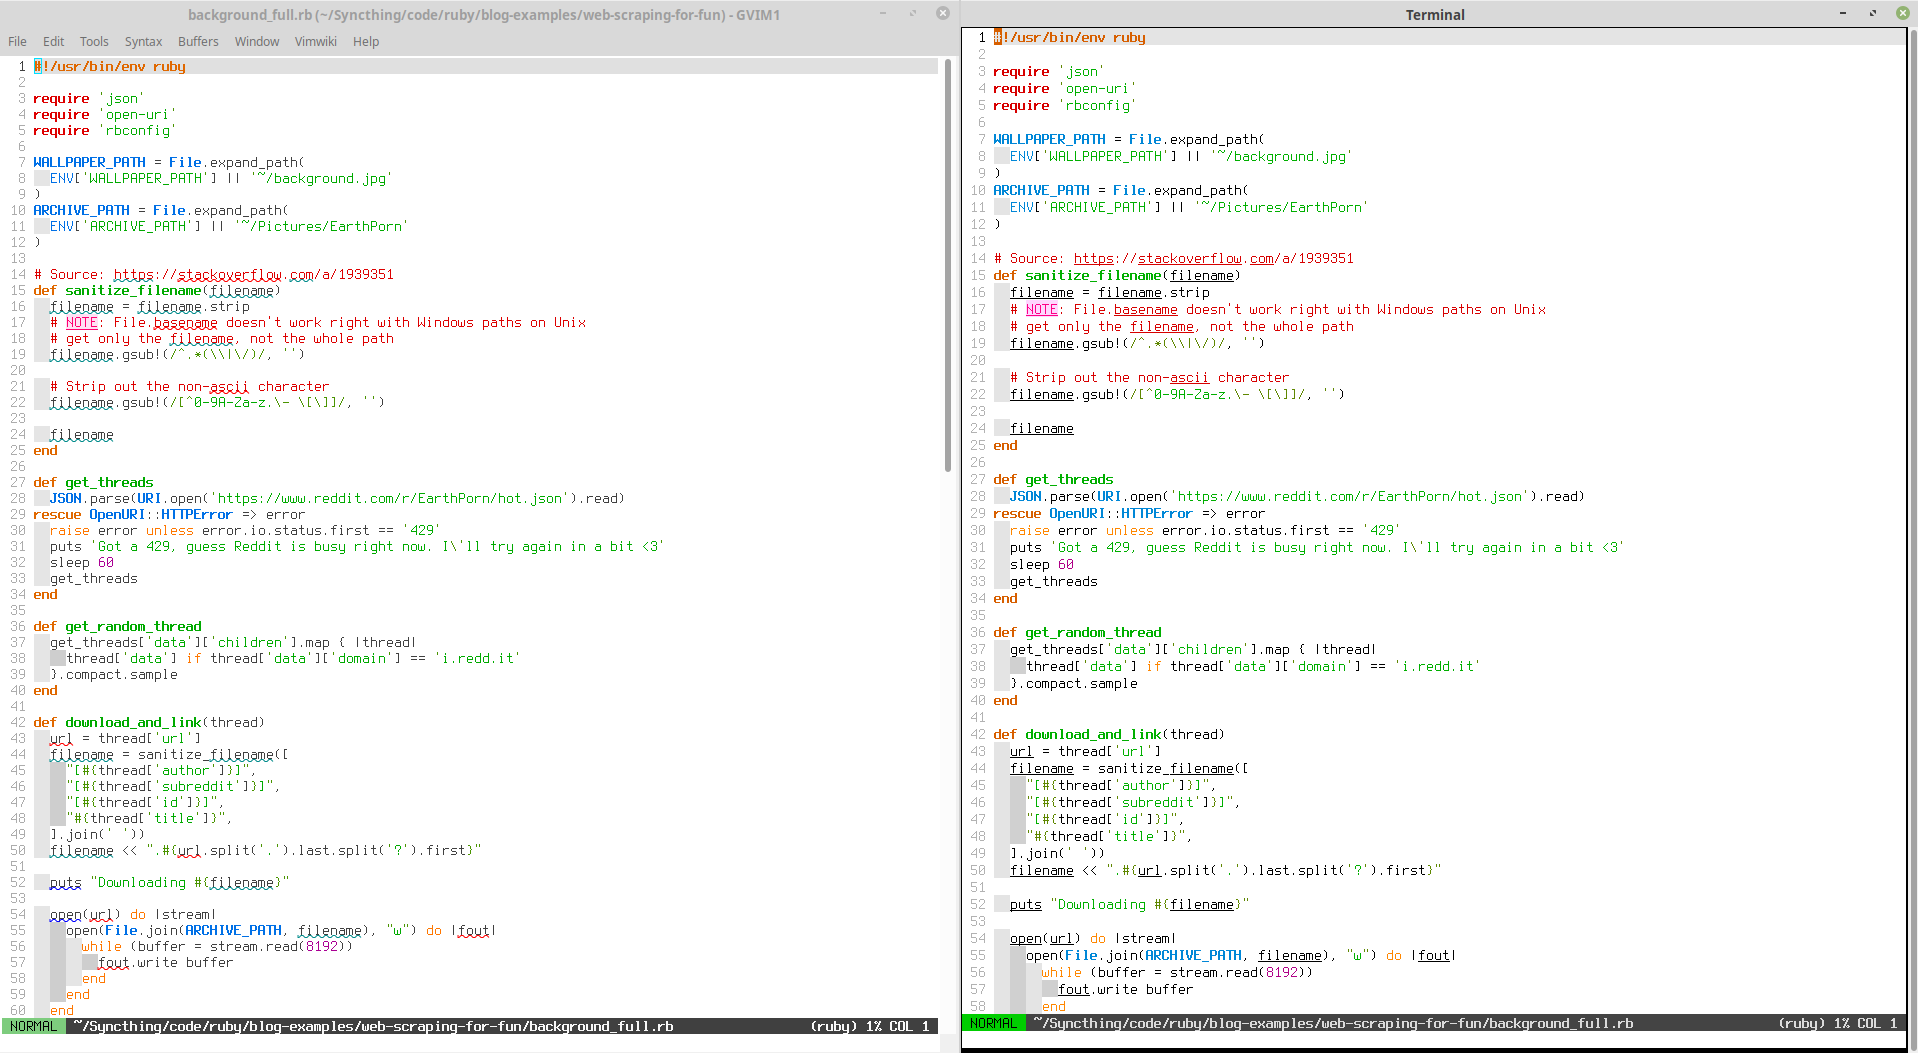 background_full.rb (~/Syncthing/code/ruby/blog-examples/web-scraping-for-fun) - GVIM1
File Edit Tools Syntax Buffers Window Vimwiki Help
1 #!/usr/bin/env ruby
2
3 require 'json'
4 require 'open-uri'
5 require 'rbconfig'
6
7 WALLPAPER_PATH = File.expand_path(
8   ENV['WALLPAPER_PATH'] || '~/background.jpg'
9 )
10 ARCHIVE_PATH = File.expand_path(
11   ENV['ARCHIVE_PATH'] || '~/Pictures/EarthPorn'
12 )
13
14 # Source: https://stackoverflow.com/a/1939351
15 def sanitize_filename(filename)
16   filename = filename.strip
17   # NOTE: File.basename doesn't work right with Windows paths on Unix
18   # get only the filename, not the whole path
19   filename.gsub!(/^.*(\\|\/)/, '')
20
21   # Strip out the non-ascii character
22   filename.gsub!(/[^0-9A-Za-z.\- \[\]]/, '')
23
24   filename
25 end
26
27 def get_threads
28   JSON.parse(URI.open('https://www.reddit.com/r/EarthPorn/hot.json').read)
29 rescue OpenURI::HTTPError => error
30   raise error unless error.io.status.first == '429'
31   puts 'Got a 429, guess Reddit is busy right now. I\'ll try again in a bit <3'
32   sleep 60
33   get_threads
34 end
35
36 def get_random_thread
37   get_threads['data']['children'].map { |thread|
38     thread['data'] if thread['data']['domain'] == 'i.redd.it'
39   }.compact.sample
40 end
41
42 def download_and_link(thread)
43   url = thread['url']
44   filename = sanitize_filename([
45     "[#{thread['author']}]",
46     "[#{thread['subreddit']}]",
47     "[#{thread['id']}]",
48     "#{thread['title']}",
49   ].join(' '))
50   filename << ".#{url.split('.').last.split('?').first}"
51
52   puts "Downloading #{filename}"
53
54   open(url) do |stream|
55     open(File.join(ARCHIVE_PATH, filename), "w") do |fout|
56       while (buffer = stream.read(8192))
57         fout.write buffer
58       end
59     end
60   end
NORMAL ~/Syncthing/code/ruby/blog-examples/web-scraping-for-fun/background_full.rb (ruby) 1% COL 1
Terminal
1 #!/usr/bin/env ruby
2
3 require 'json'
4 require 'open-uri'
5 require 'rbconfig'
6
7 WALLPAPER_PATH = File.expand_path(
8   ENV['WALLPAPER_PATH'] || '~/background.jpg'
9 )
10 ARCHIVE_PATH = File.expand_path(
11   ENV['ARCHIVE_PATH'] || '~/Pictures/EarthPorn'
12 )
13
14 # Source: https://stackoverflow.com/a/1939351
15 def sanitize_filename(filename)
16   filename = filename.strip
17   # NOTE: File.basename doesn't work right with Windows paths on Unix
18   # get only the filename, not the whole path
19   filename.gsub!(/^.*(\\|\/)/, '')
20
21   # Strip out the non-ascii character
22   filename.gsub!(/[^0-9A-Za-z.\- \[\]]/, '')
23
24   filename
25 end
26
27 def get_threads
28   JSON.parse(URI.open('https://www.reddit.com/r/EarthPorn/hot.json').read)
29 rescue OpenURI::HTTPError => error
30   raise error unless error.io.status.first == '429'
31   puts 'Got a 429, guess Reddit is busy right now. I\'ll try again in a bit <3'
32   sleep 60
33   get_threads
34 end
35
36 def get_random_thread
37   get_threads['data']['children'].map { |thread|
38     thread['data'] if thread['data']['domain'] == 'i.redd.it'
39   }.compact.sample
40 end
41
42 def download_and_link(thread)
43   url = thread['url']
44   filename = sanitize_filename([
45     "[#{thread['author']}]",
46     "[#{thread['subreddit']}]",
47     "[#{thread['id']}]",
48     "#{thread['title']}",
49   ].join(' '))
50   filename << ".#{url.split('.').last.split('?').first}"
51
52   puts "Downloading #{filename}"
53
54   open(url) do |stream|
55     open(File.join(ARCHIVE_PATH, filename), "w") do |fout|
56       while (buffer = stream.read(8192))
57         fout.write buffer
58       end
NORMAL ~/Syncthing/code/ruby/blog-examples/web-scraping-for-fun/background_full.rb (ruby) 1% COL 1